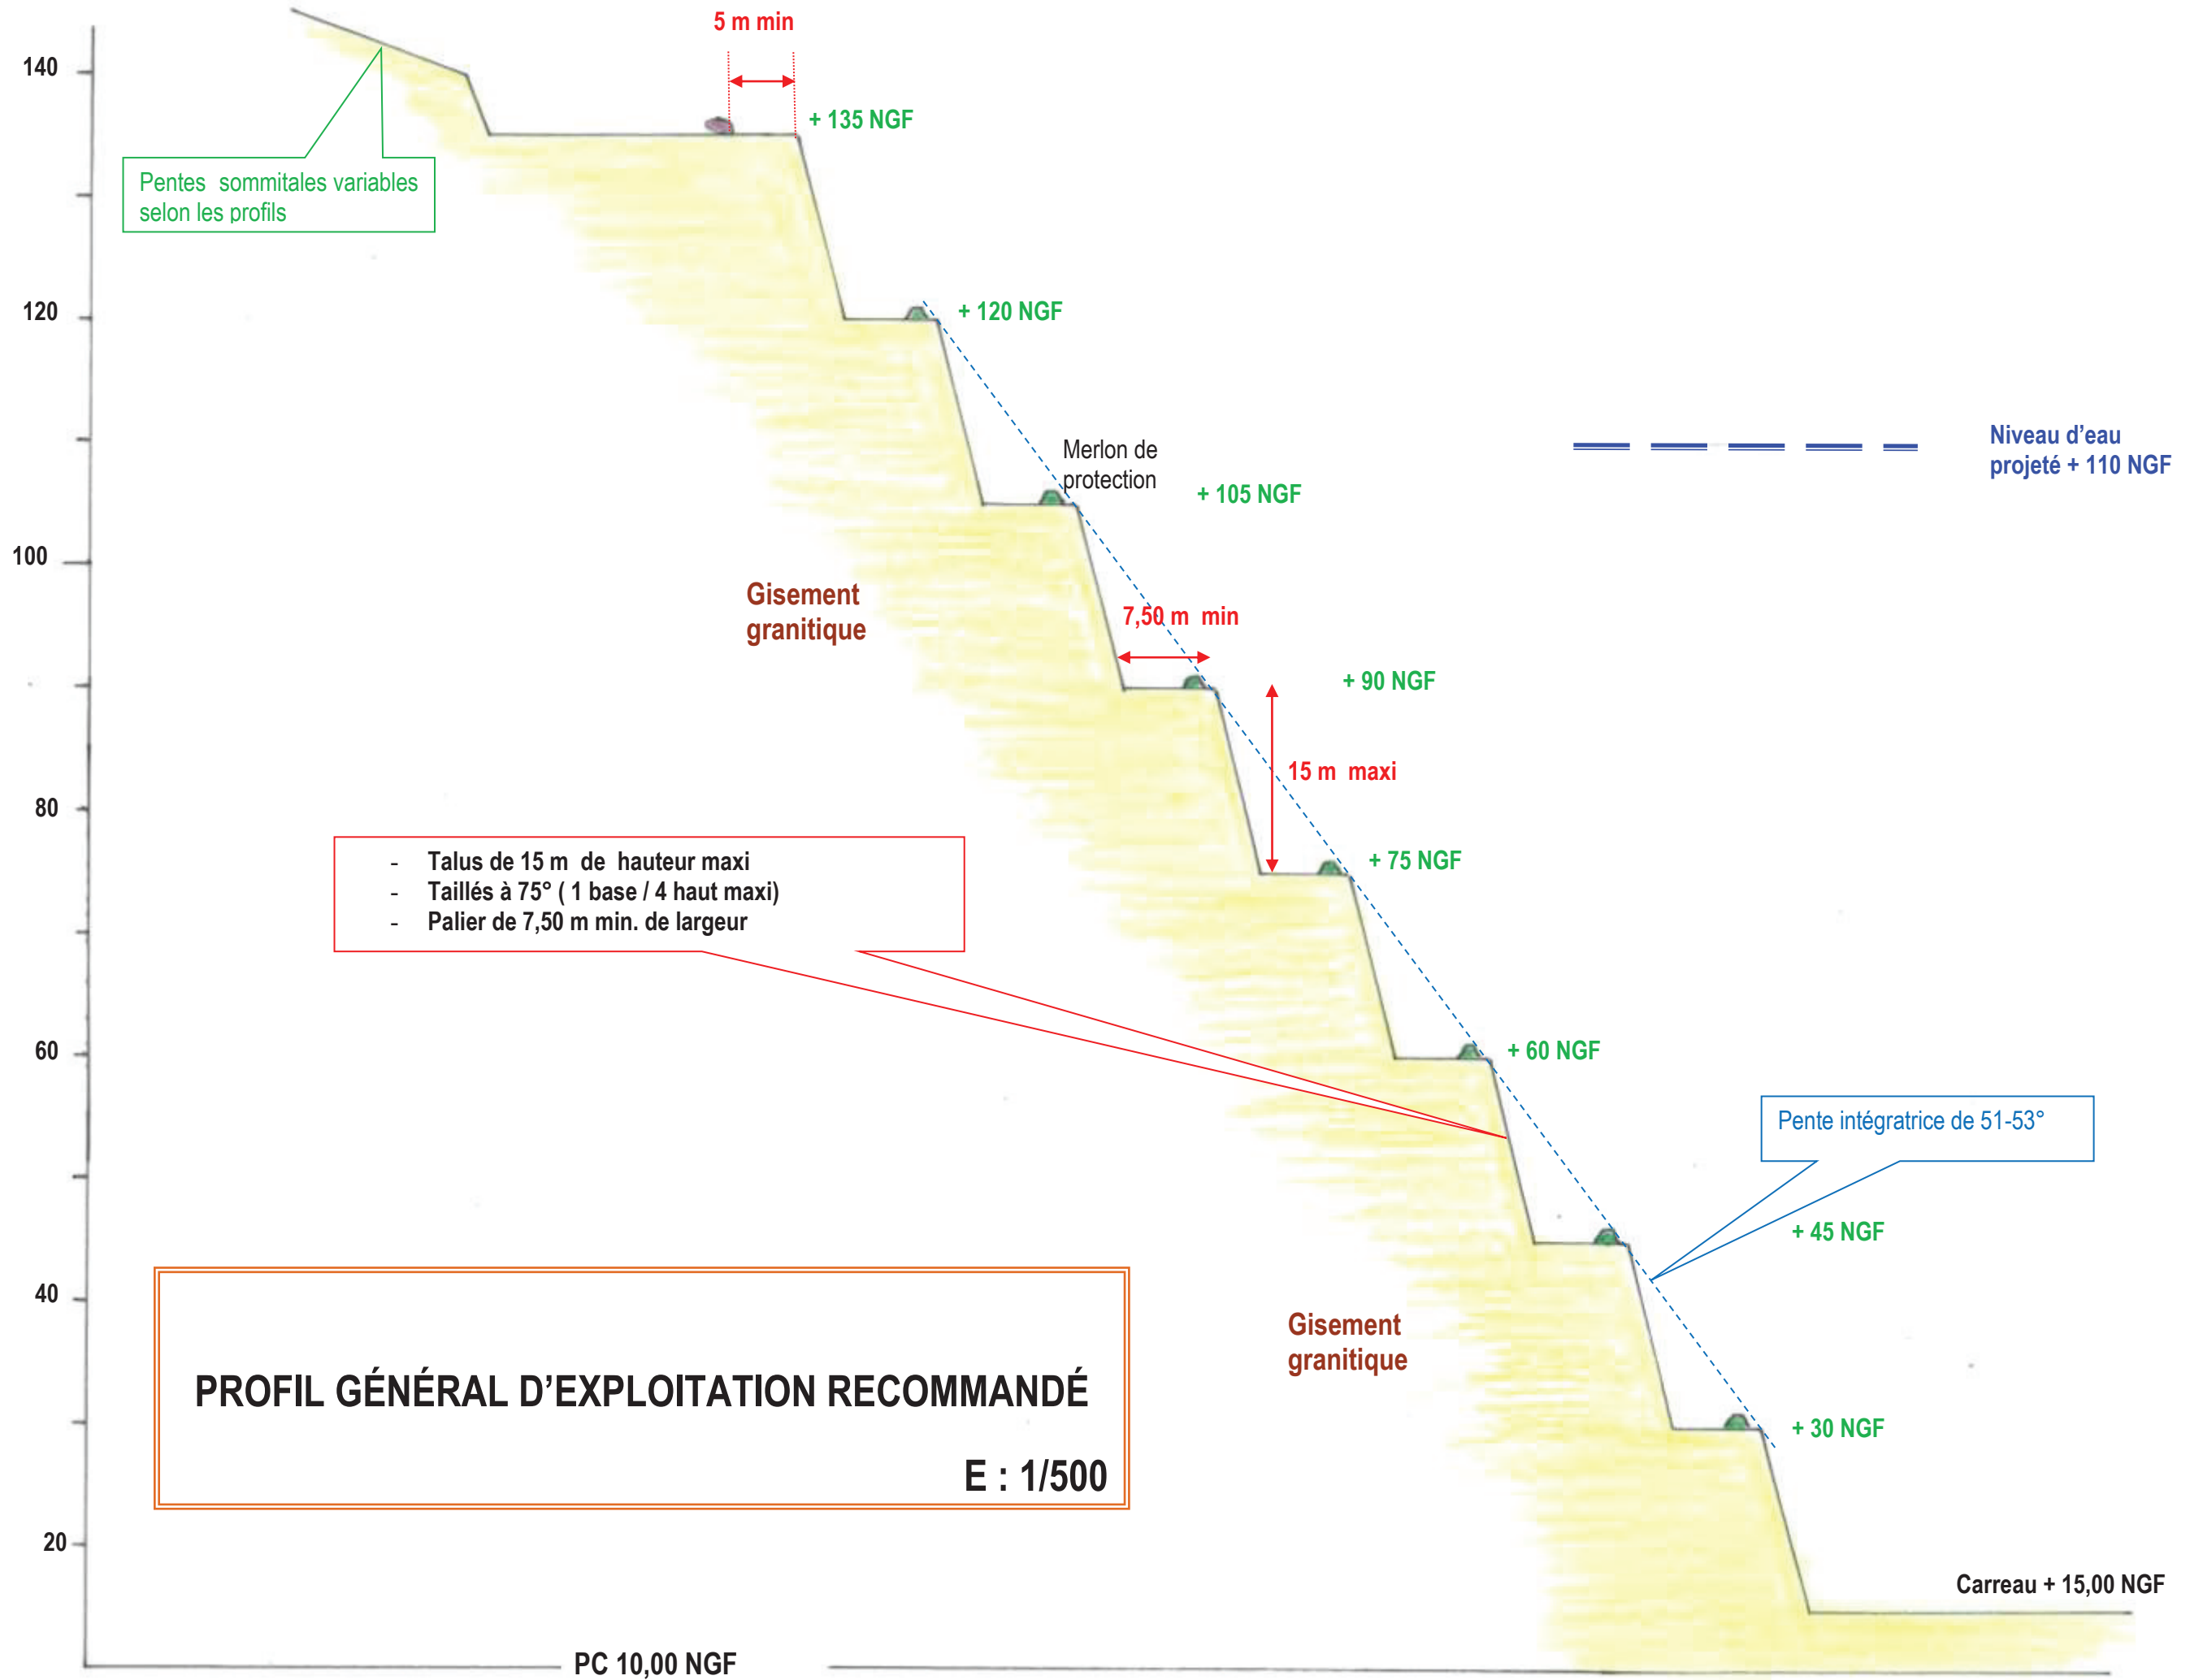 5 m min
140
+ 135 NGF
Pentes sommitales variables
selon les profils
120
+ 120 NGF
Niveau d'eau
projeté + 110 NGF
Merlon de
protection
+ 105 NGF
100
Gisement
granitique
7,50 m min
+ 90 NGF
15 m maxi
80
+ 75 NGF
- Talus de 15 m de hauteur maxi
- Taillés à 75° ( 1 base / 4 haut maxi)
- Palier de 7,50 m min. de largeur
60
+ 60 NGF
Pente intégratrice de 51-53°
+ 45 NGF
40
Gisement
granitique
PROFIL GÉNÉRAL D'EXPLOITATION RECOMMANDÉ
+ 30 NGF
E : 1/500
20
Carreau + 15,00 NGF
PC 10,00 NGF